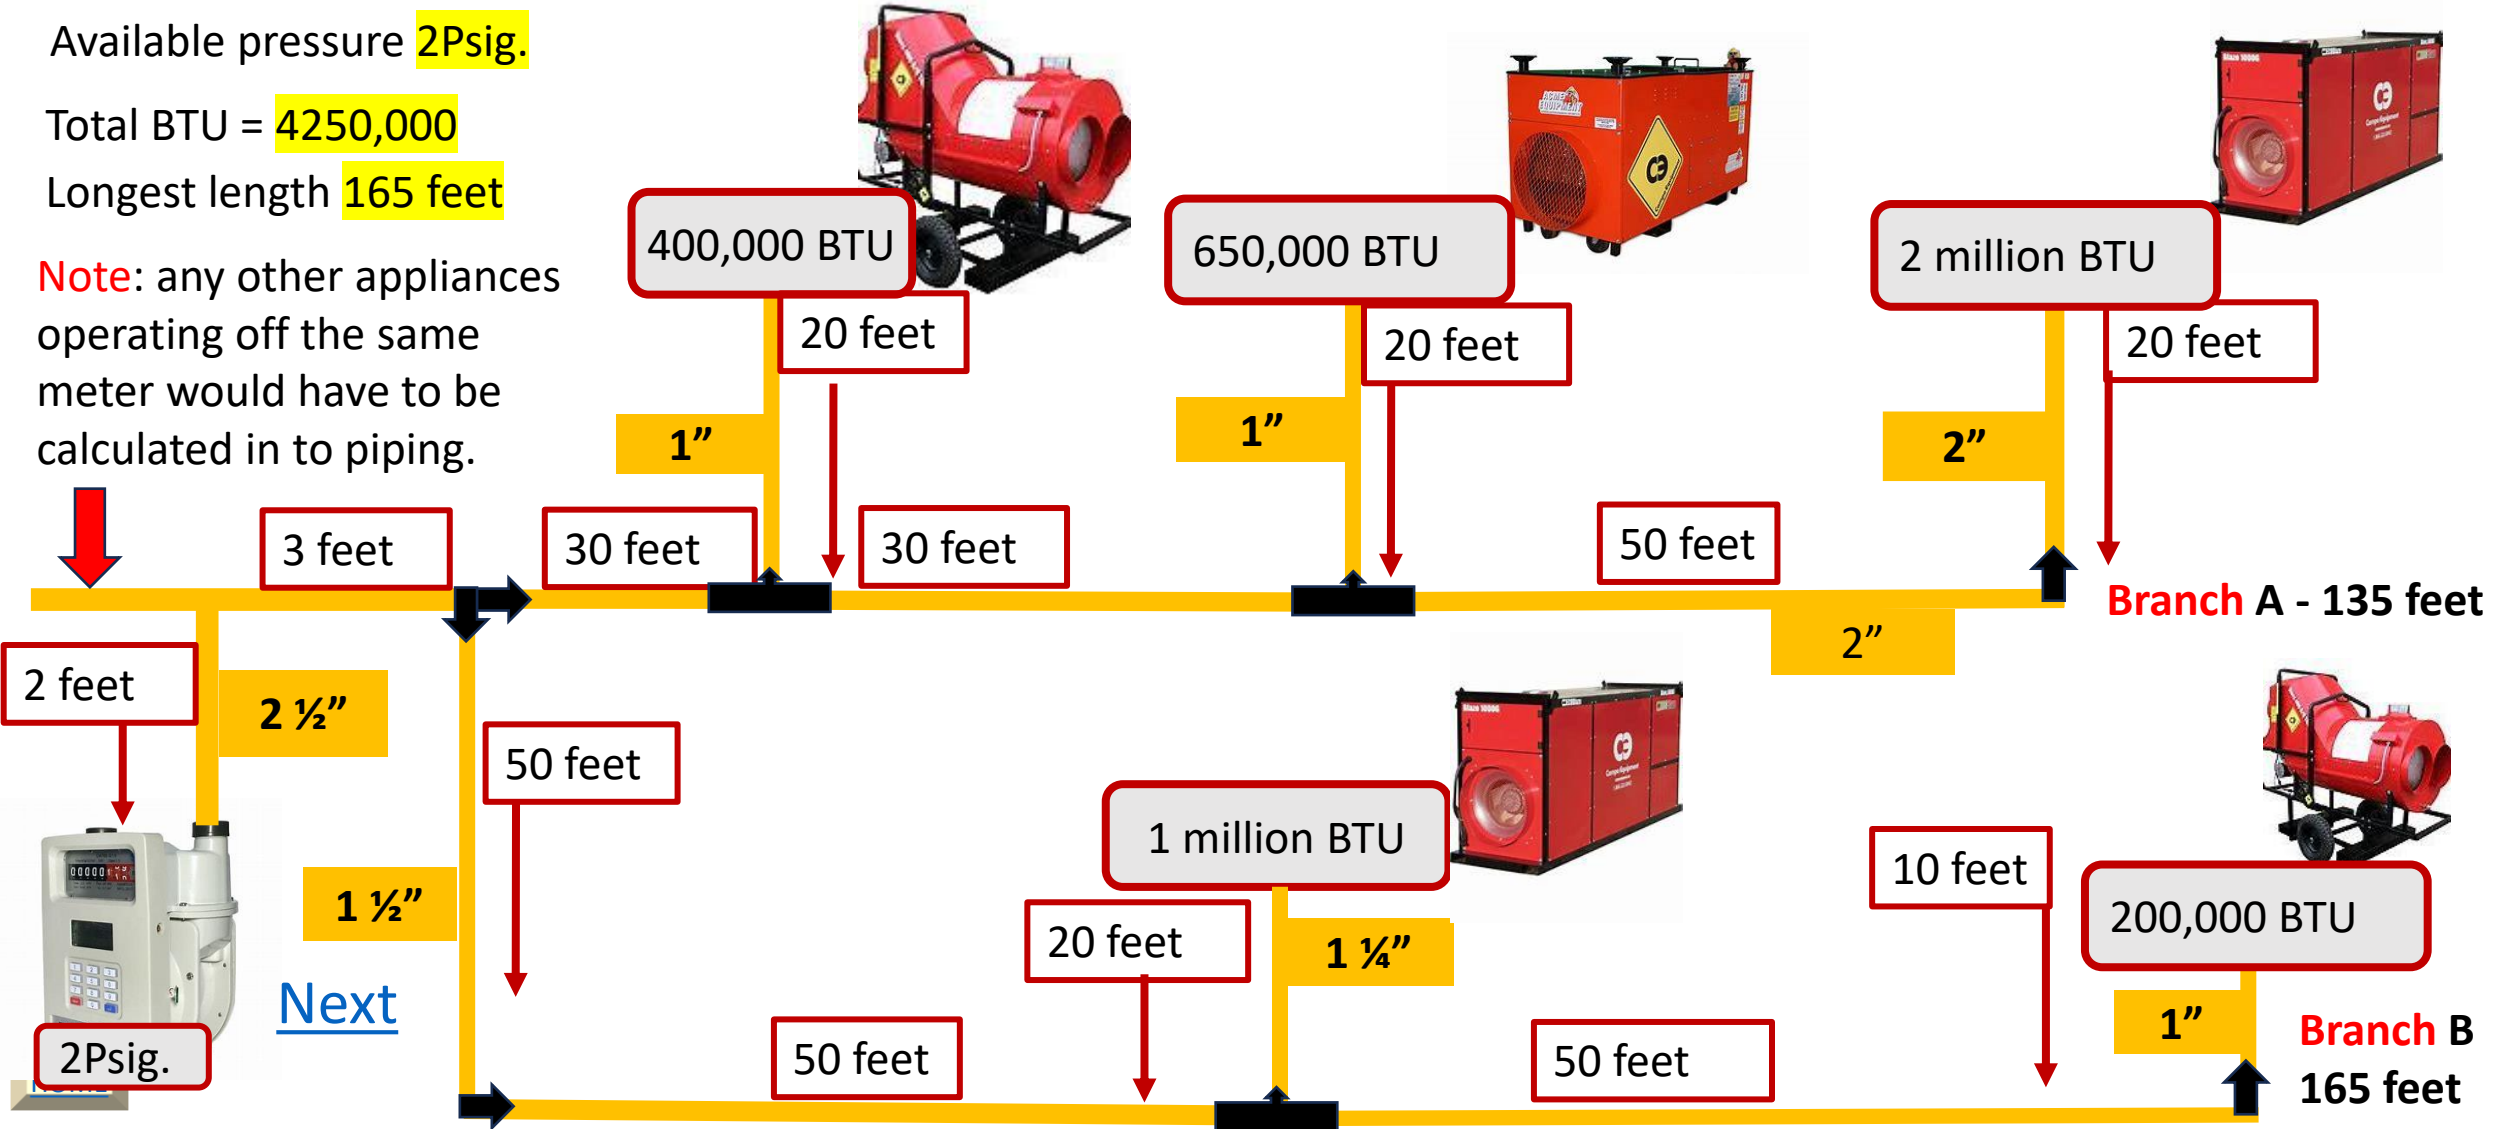 Available pressure 2Psig.
Total BTU = 4250,000
Longest length 165 feet
Note: any other appliances
operating off the same
meter would have to be
calculated in to piping.
400,000 BTU
650,000 BTU
2 million BTU
20 feet
20 feet
20 feet
1”
1”
2”
3 feet
30 feet
30 feet
50 feet
Branch A - 135 feet
2”
2 feet
2 ½”
50 feet
1 million BTU
10 feet
200,000 BTU
1 ½”
20 feet
1 ¼”
Next
50 feet
50 feet
1”
Branch B
165 feet
2Psig.
ACME
EQUIPMENT